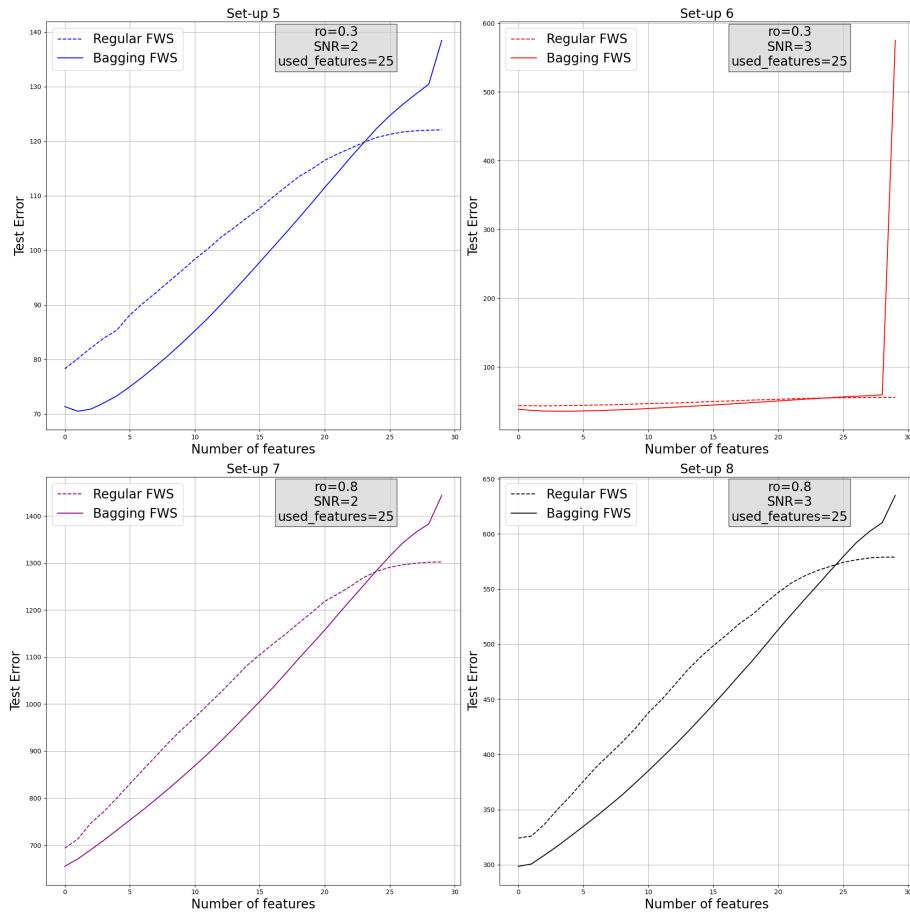 Set-up 5
Regular FWS
Bagging FWS
ro=0.3
SNR=2
used_features=25
140
130
120
110
100
90
80
70
Test Error
0 5 10 15 20 25 30
Number of features
Set-up 6
Regular FWS
Bagging FWS
ro=0.3
SNR=3
used_features=25
600
500
400
300
200
100
Test Error
0 5 10 15 20 25 30
Number of features
Set-up 7
Regular FWS
Bagging FWS
ro=0.8
SNR=2
used_features=25
1400
1300
1200
1100
1000
900
800
700
Test Error
0 5 10 15 20 25 30
Number of features
Set-up 8
Regular FWS
Bagging FWS
ro=0.8
SNR=3
used_features=25
650
600
550
500
450
400
350
300
Test Error
0 5 10 15 20 25 30
Number of features